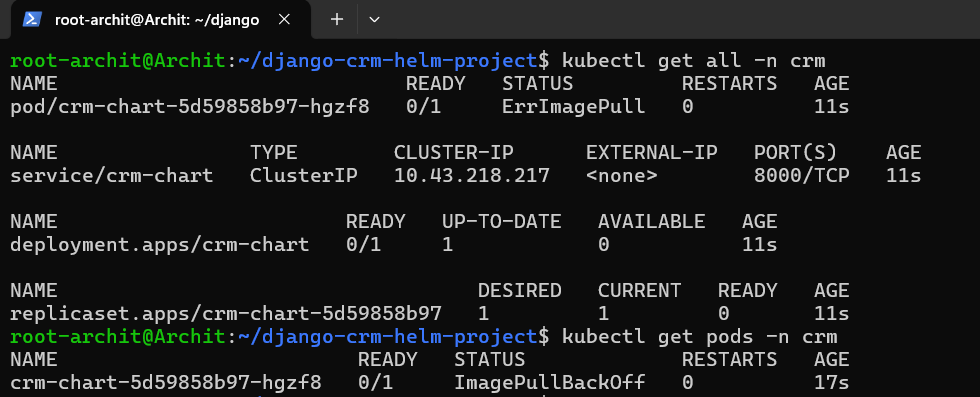 root-archit@Archit: ~/django
root-archit@Archit:~/django-crm-helm-project$ kubectl get all -n crm
NAME READY STATUS RESTARTS AGE
pod/crm-chart-5d59858b97-hgzf8 0/1 ErrImagePull 0 11s
NAME TYPE CLUSTER-IP EXTERNAL-IP PORT(S) AGE
service/crm-chart ClusterIP 10.43.218.217 <none> 8000/TCP 11s
NAME READY UP-TO-DATE AVAILABLE AGE
deployment.apps/crm-chart 0/1 1 0 11s
NAME DESIRED CURRENT READY AGE
replicaset.apps/crm-chart-5d59858b97 1 1 0 11s
root-archit@Archit:~/django-crm-helm-project$ kubectl get pods -n crm
NAME READY STATUS RESTARTS AGE
crm-chart-5d59858b97-hgzf8 0/1 ImagePullBackOff 0 17s